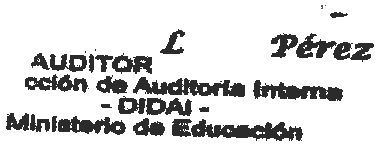 L Pérez
AUDITOR
cción de Auditoría Interna
- DIDAI -
Ministerio de Educación